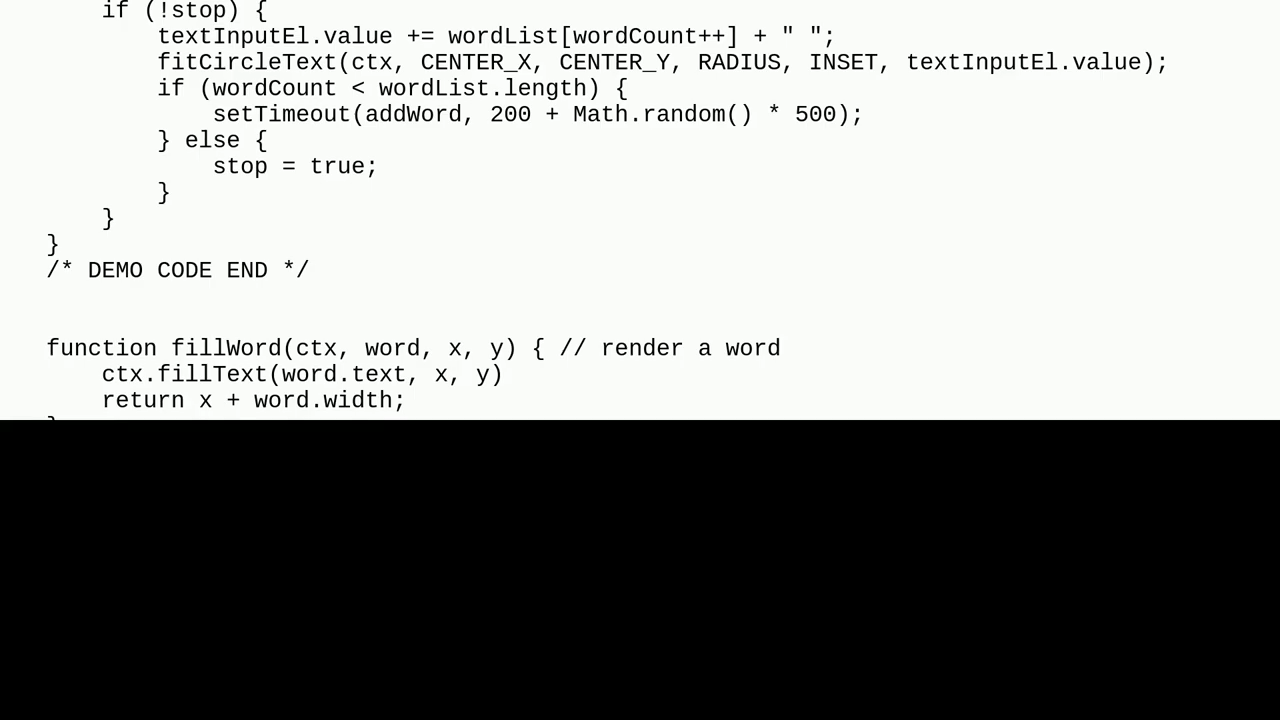 if (!stop) {
textInputEl.value += wordList[wordCount++] + " ";
fitCircleText(ctx, CENTER_X, CENTER_Y, RADIUS, INSET, textInputEl.value);
if (wordCount < wordList.length) {
setTimeout(addWord, 200 + Math.random() * 500);
} else {
stop = true;
}
}
}
/* DEMO CODE END */
function fillWord(ctx, word, x, y) { // render a word
ctx.fillText(word.text, x, y)
return x + word.width;